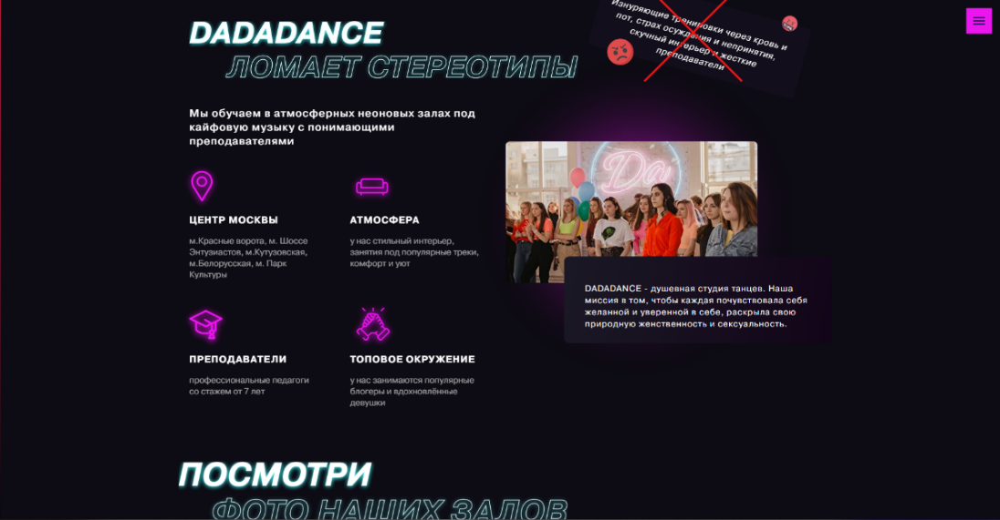 DADADANCE
ЛОМАЕТ СТЕРЕОТИПЫ
Изнуряющие тренировки через кровь и
пот, страх осуждения и непринятия,
скучный интерьер и жесткие
преподаватели
Мы обучаем в атмосферных неоновых залах под
кайфовую музыку с понимающими
преподавателями
ЦЕНТР МОСКВЫ
м.Красные ворота, м. Шоссе
Энтузиастов, м.Кутузовская,
м.Белорусская, м. Парк
Культуры
АТМОСФЕРА
у нас стильный интерьер,
занятия под популярные треки,
комфорт и уют
Da
ПРЕПОДАВАТЕЛИ
профессиональные педагоги
со стажем от 7 лет
ТОПОВОЕ ОКРУЖЕНИЕ
у нас занимаются популярные
блогеры и вдохновлённые
девушки
DADADANCE - душевная студия танцев. Наша
миссия в том, чтобы каждая почувствовала себя
желанной и уверенной в себе, раскрыла свою
природную женственность и сексуальность.
ПОСМОТРИ
ФОТО НАШИХ ЗАЛОВ